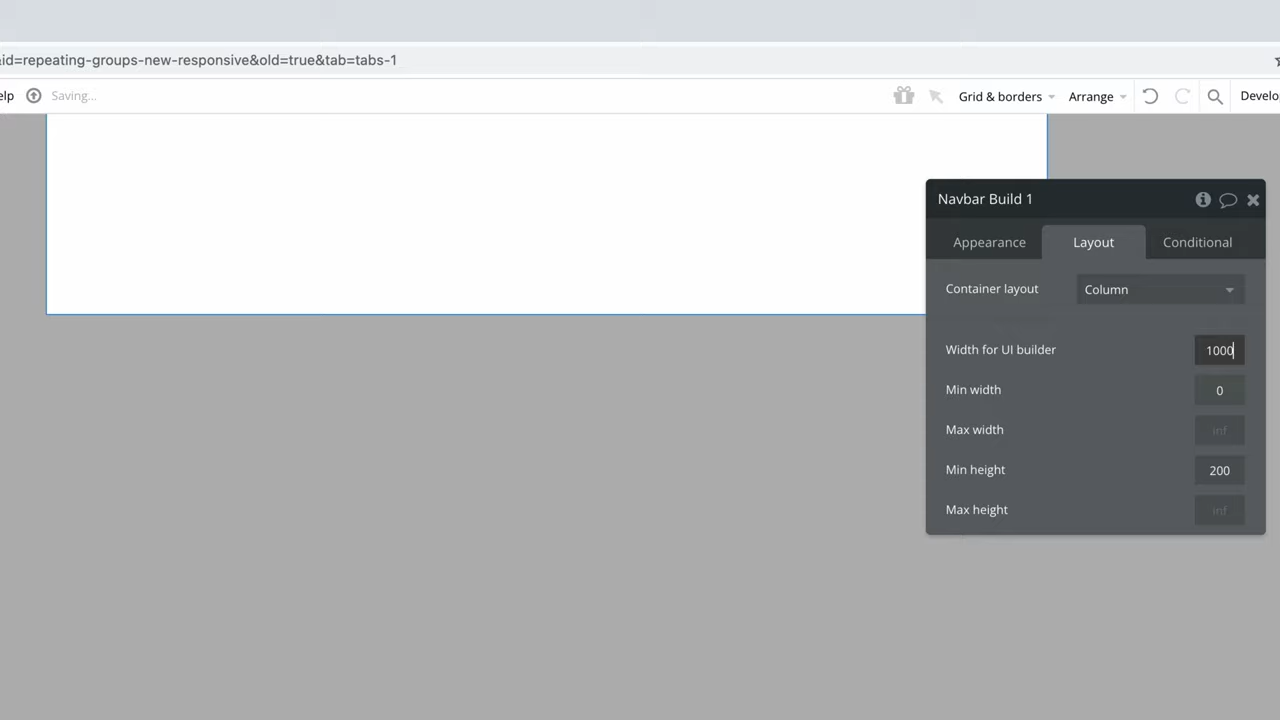 id=repeating-groups-new-responsive&old=true&tab=tabs-1
elp Saving... Grid & borders Arrange Develo
Navbar Build 1
Appearance Layout Conditional
Container layout Column
Width for UI builder 1000
Min width 0
Max width inf
Min height 200
Max height inf